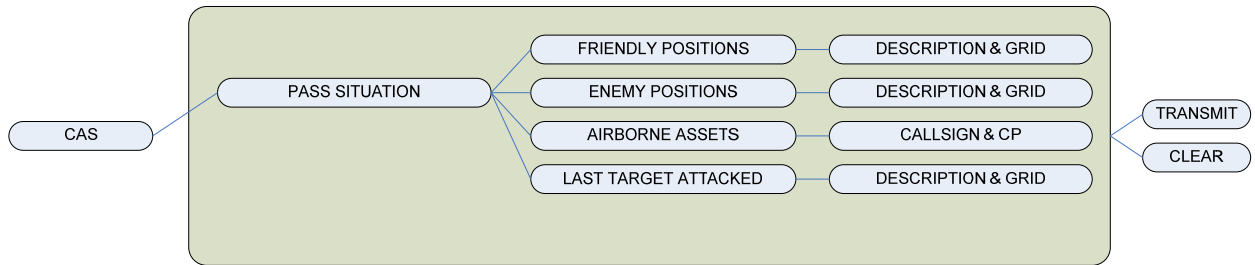 FRIENDLY POSITIONS
DESCRIPTION & GRID
PASS SITUATION
ENEMY POSITIONS
DESCRIPTION & GRID
TRANSMIT
CAS
AIRBORNE ASSETS
CALLSIGN & CP
CLEAR
LAST TARGET ATTACKED
DESCRIPTION & GRID